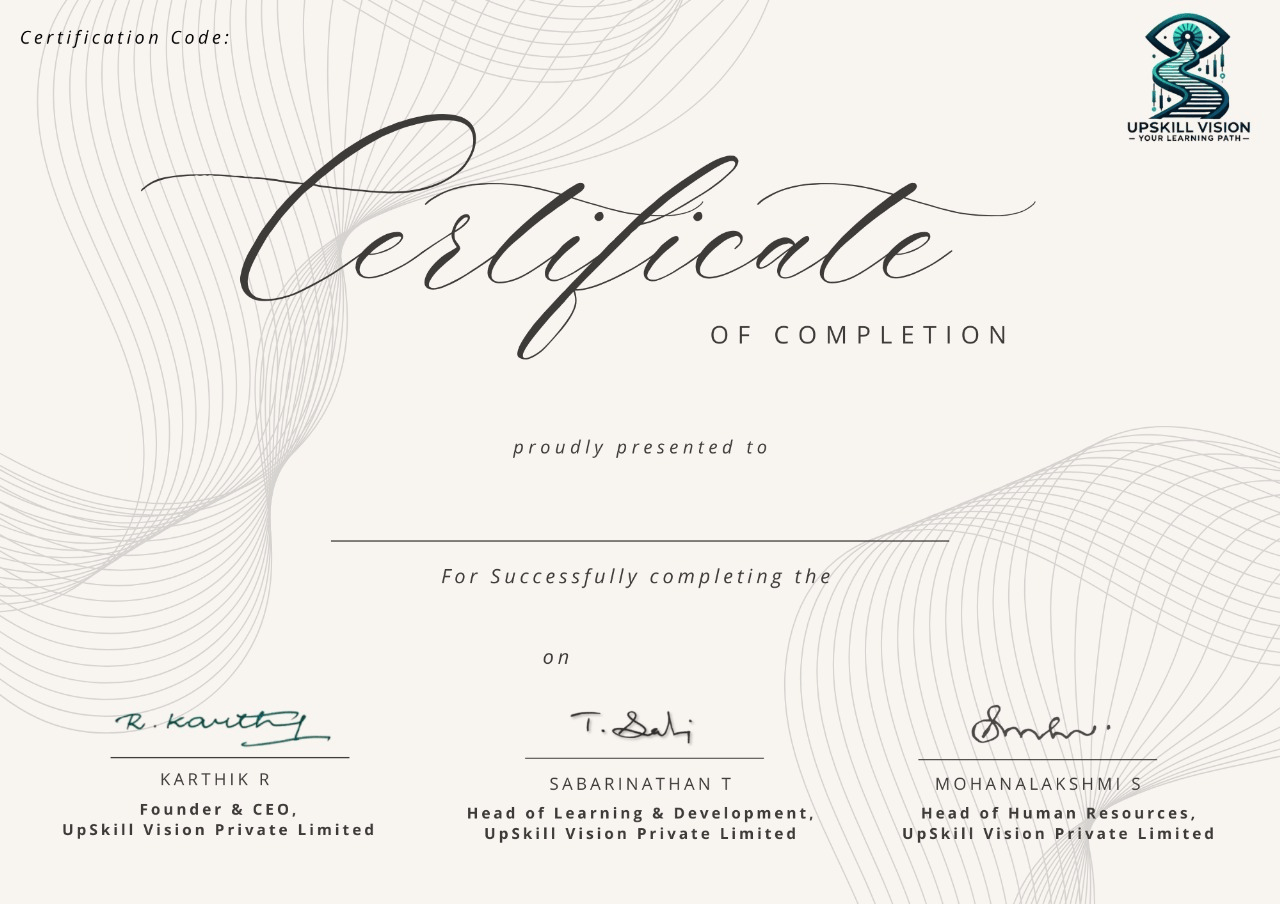 Certification Code:
UPSKILL VISION
– YOUR LEARNING PATH –
Certificate
OF COMPLETION
proudly presented to
For Successfully completing the
on
R. Karthy
T. Sabi
KARTHIK R
SABARINATHAN T
MOHANALAKSHMI S
Founder & CEO,
UpSkill Vision Private Limited
Head of Learning & Development,
UpSkill Vision Private Limited
Head of Human Resources,
UpSkill Vision Private Limited